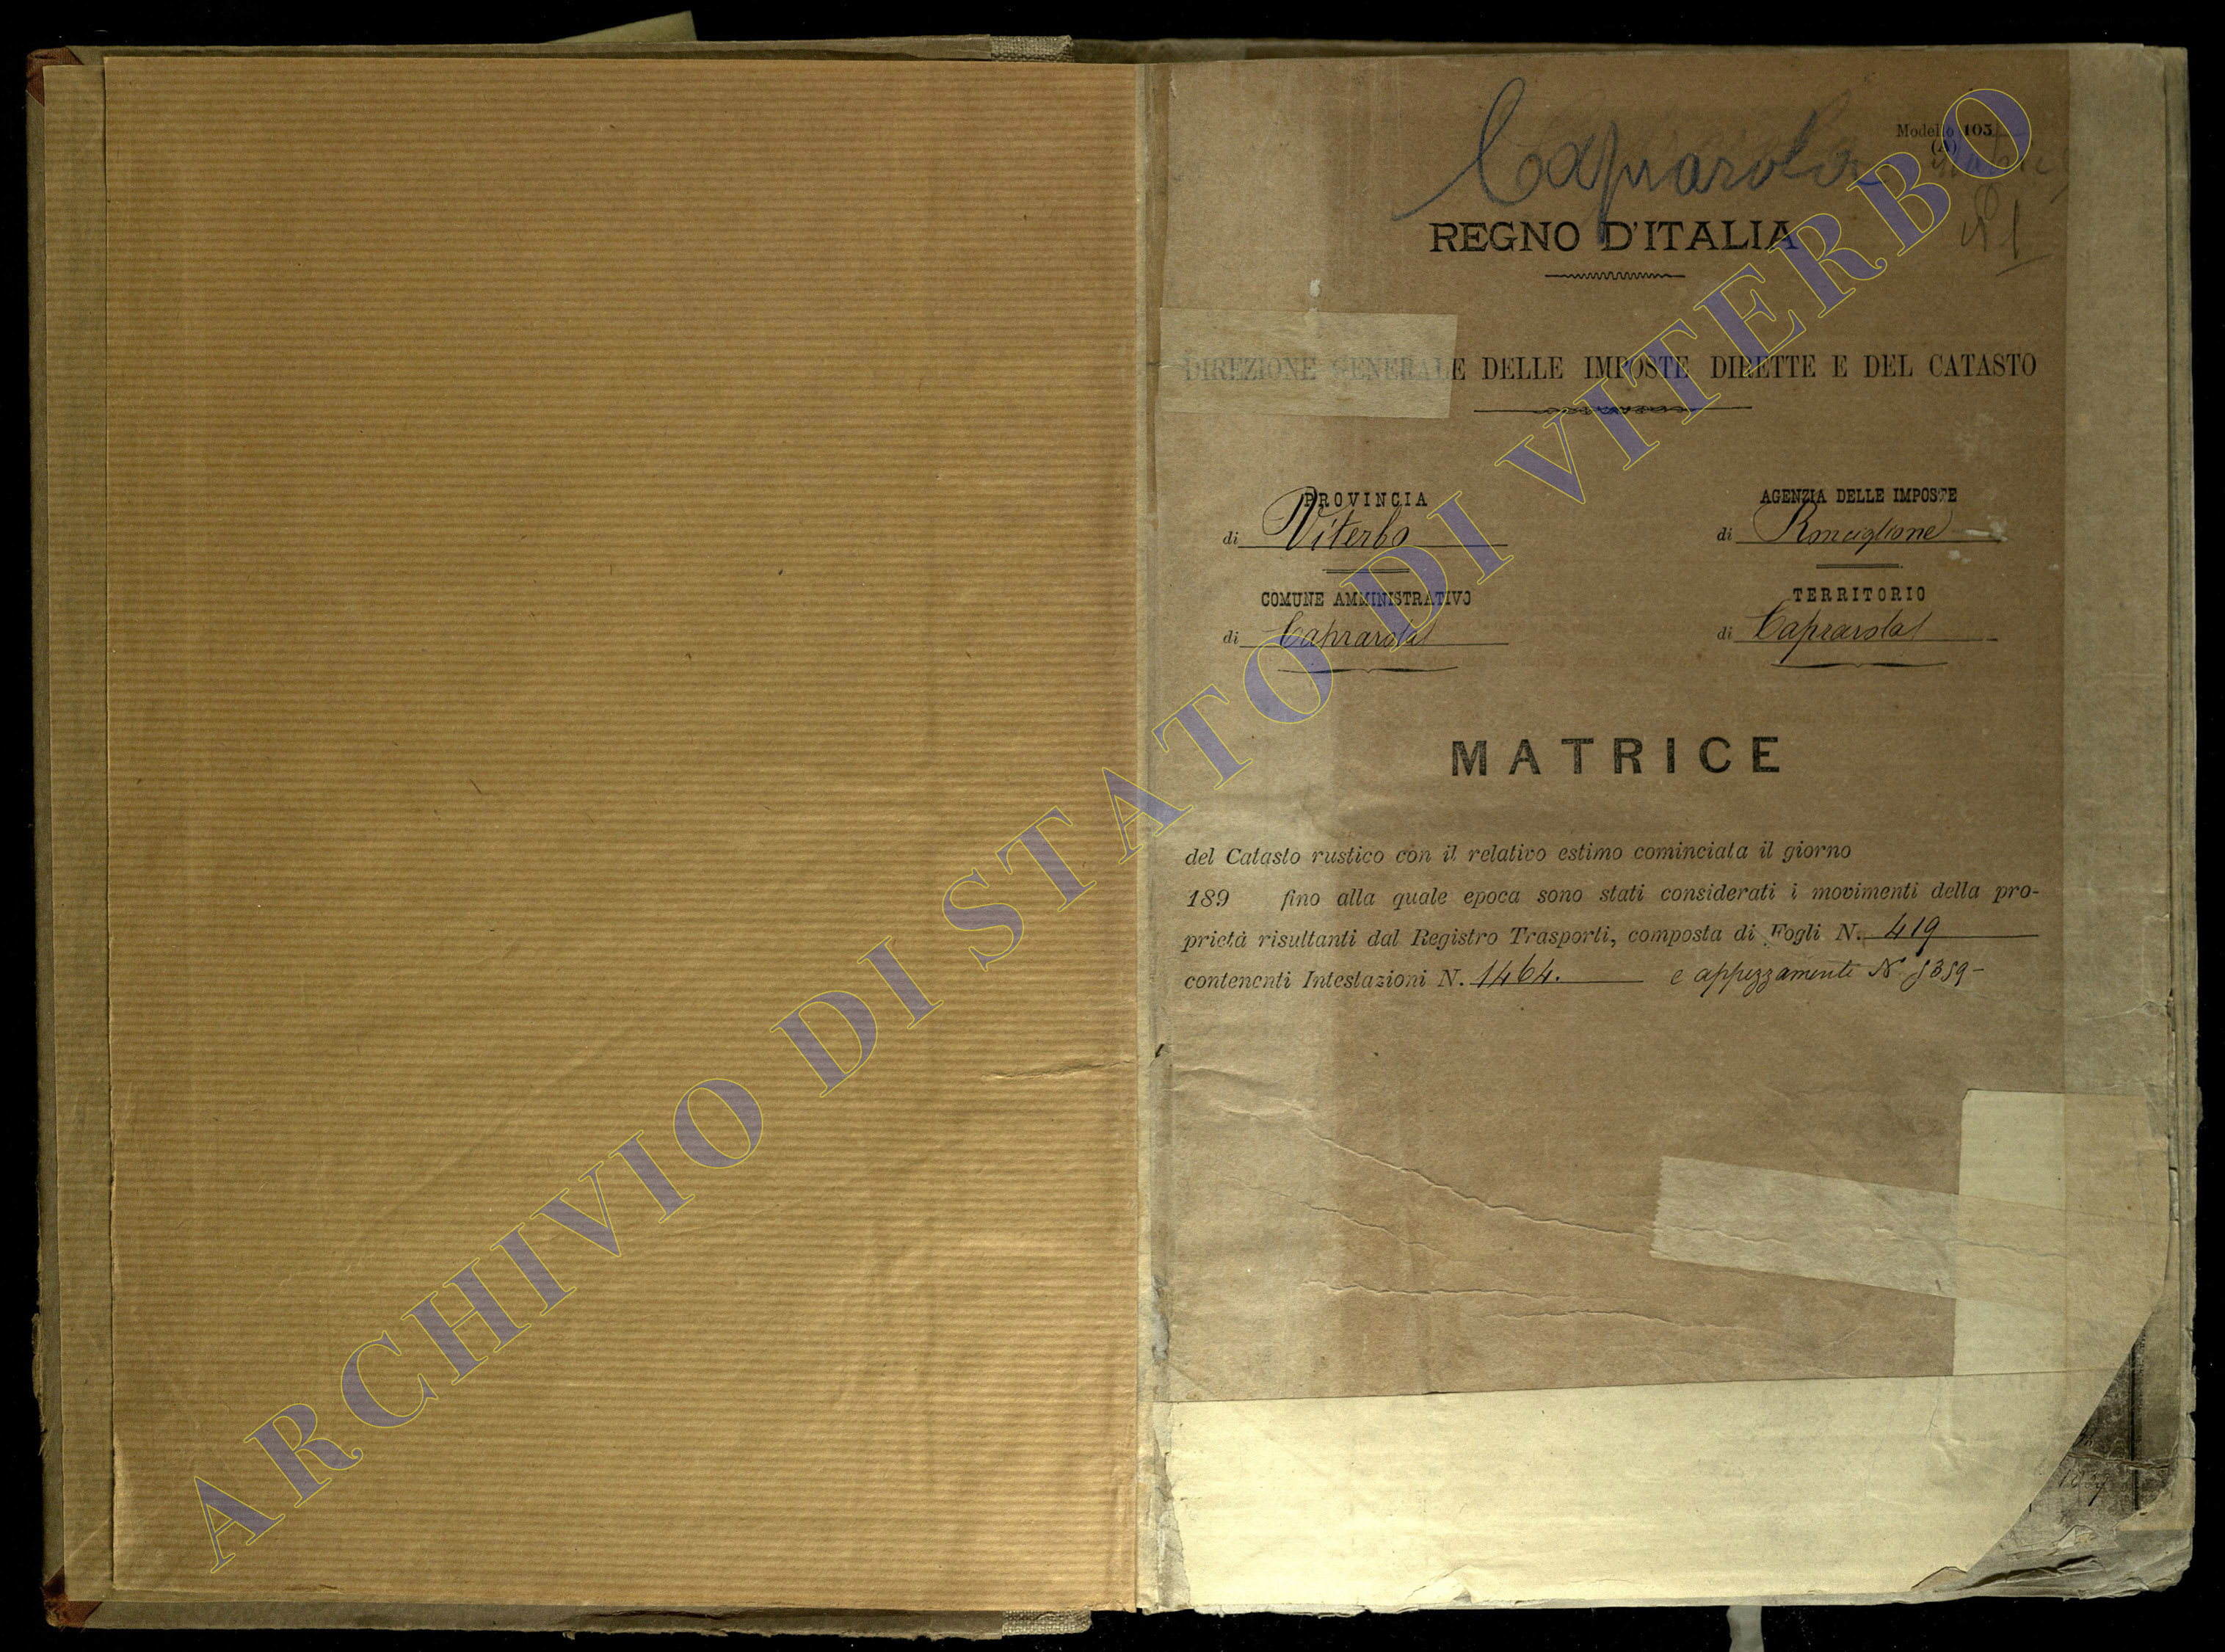 Caprarola
Modello 105
(A)
N 1
REGNO D'ITALIA
DIREZIONE GENERALE DELLE IMPOSTE DIRETTE E DEL CATASTO
PROVINCIA
di Viterbo
AGENZIA DELLE IMPOSTE
di Ronciglione
COMUNE AMMINISTRATIVO
di Caprarola
TERRITORIO
di Caprarola
MATRICE
del Catasto rustico con il relativo estimo cominciata il giorno
189 fino alla quale epoca sono stati considerati i movimenti della pro-
prietà risultanti dal Registro Trasporti, composta di Fogli N. 419
contenenti Intestazioni N. 1464. e appezzamenti N.
ARCHIVIO DI STATO DI VITERBO